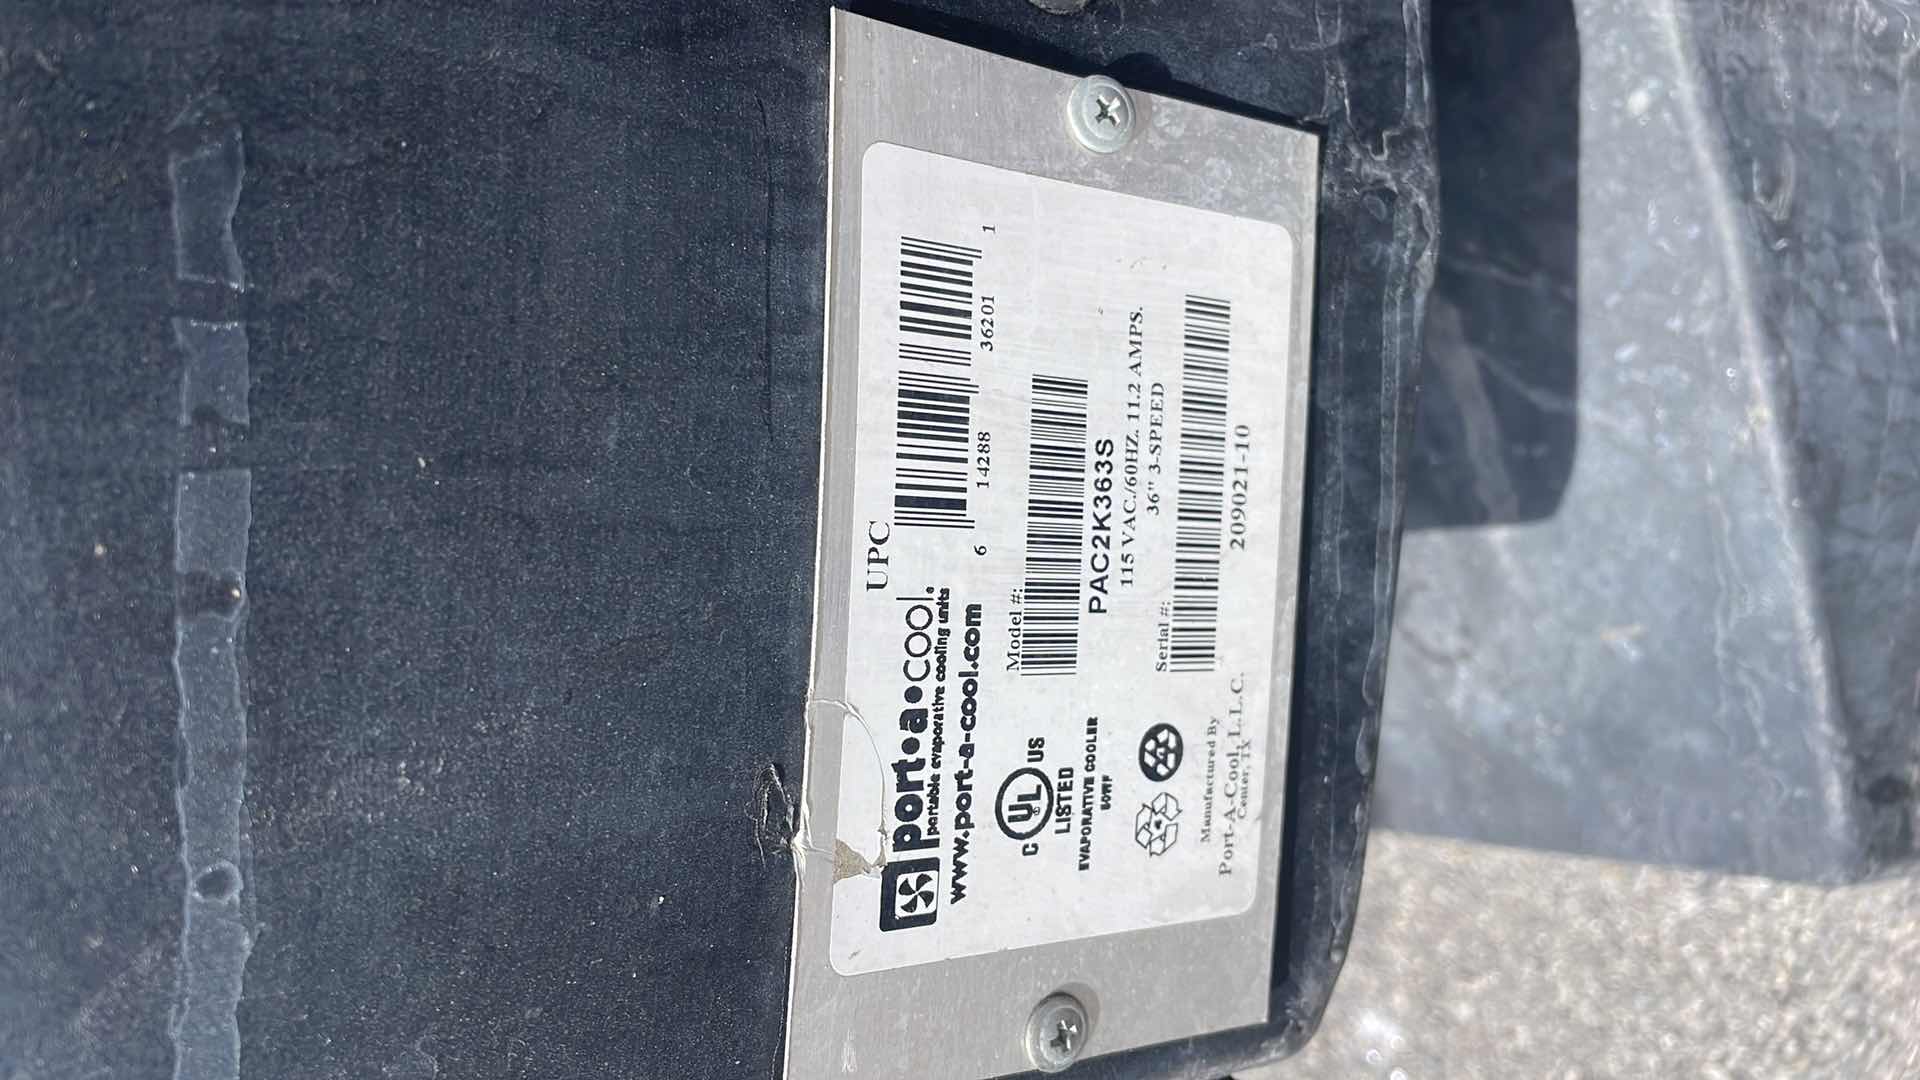 port•a•cool®
portable evaporative cooling units
www.port-a-cool.com
UPC
6 14288 36201 1
C UL US
LISTED
EVAPORATIVE COOLER
Model #:
PAC2K363S
115 VAC./60HZ. 11.2 AMPS.
36" 3-SPEED
Serial #:
209021-10
Manufactured By
Port-A-Cool, L.L.C.
Center, TX